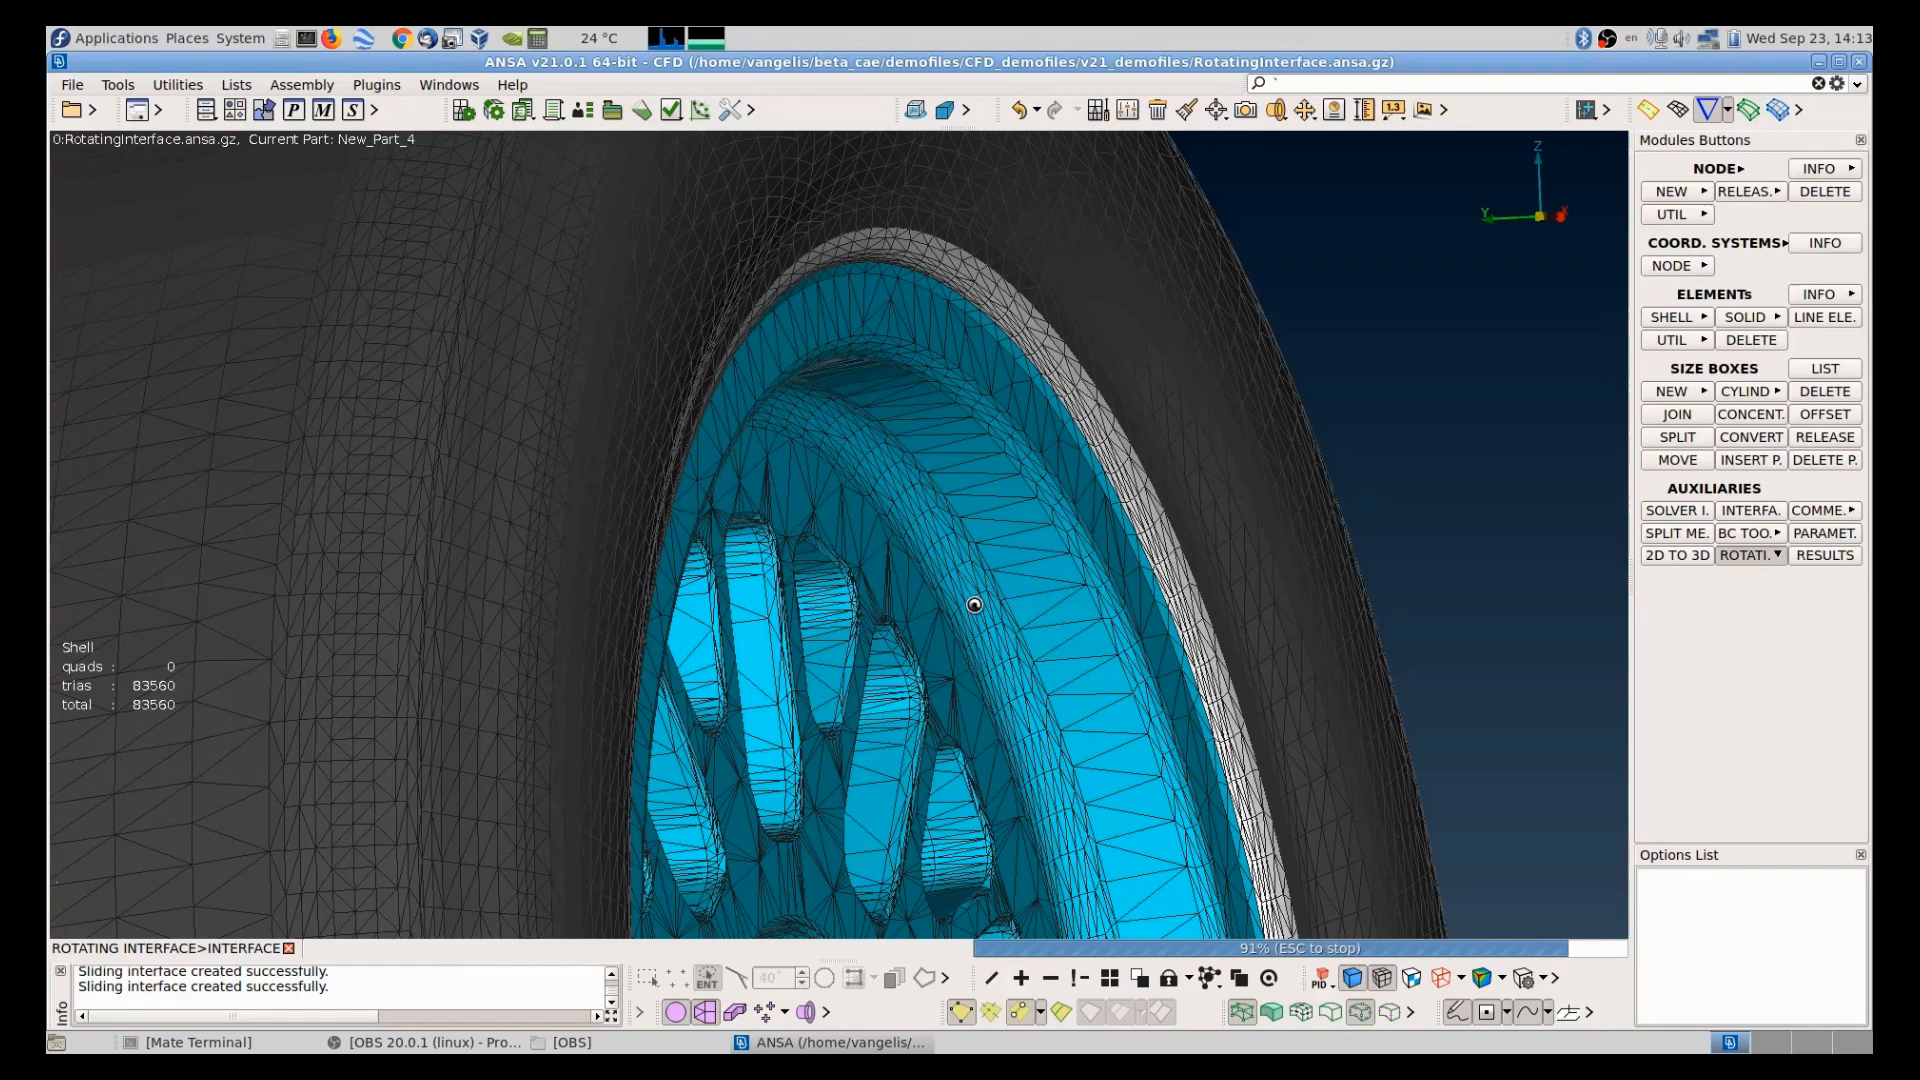 Applications Places System 24 °C en Wed Sep 23, 14:13
ANSA v21.0.1 64-bit - CFD (/home/vangelis/beta_cae/demofiles/CFD_demofiles/v21_demofiles/RotatingInterface.ansa.gz)
File Tools Utilities Lists Assembly Plugins Windows Help
P M S 1.3
0:RotatingInterface.ansa.gz, Current Part: New_Part_4
Z
Y X
Shell
quads : 0
trias : 83560
total : 83560
Modules Buttons
NODE INFO
NEW RELEAS. DELETE
UTIL
COORD. SYSTEMS INFO
NODE
ELEMENTs INFO
SHELL SOLID LINE ELE.
UTIL DELETE
SIZE BOXES LIST
NEW CYLIND DELETE
JOIN CONCENT. OFFSET
SPLIT CONVERT RELEASE
MOVE INSERT P. DELETE P.
AUXILIARIES
SOLVER I. INTERFA. COMME.
SPLIT ME. BC TOO. PARAMET.
2D TO 3D ROTATI. RESULTS
Options List
ROTATING INTERFACE>INTERFACE 91% (ESC to stop)
Sliding interface created successfully.
Sliding interface created successfully.
Info
ENT 40° PID
[Mate Terminal] [OBS 20.0.1 (linux) - Pro... [OBS] ANSA (/home/vangelis/...